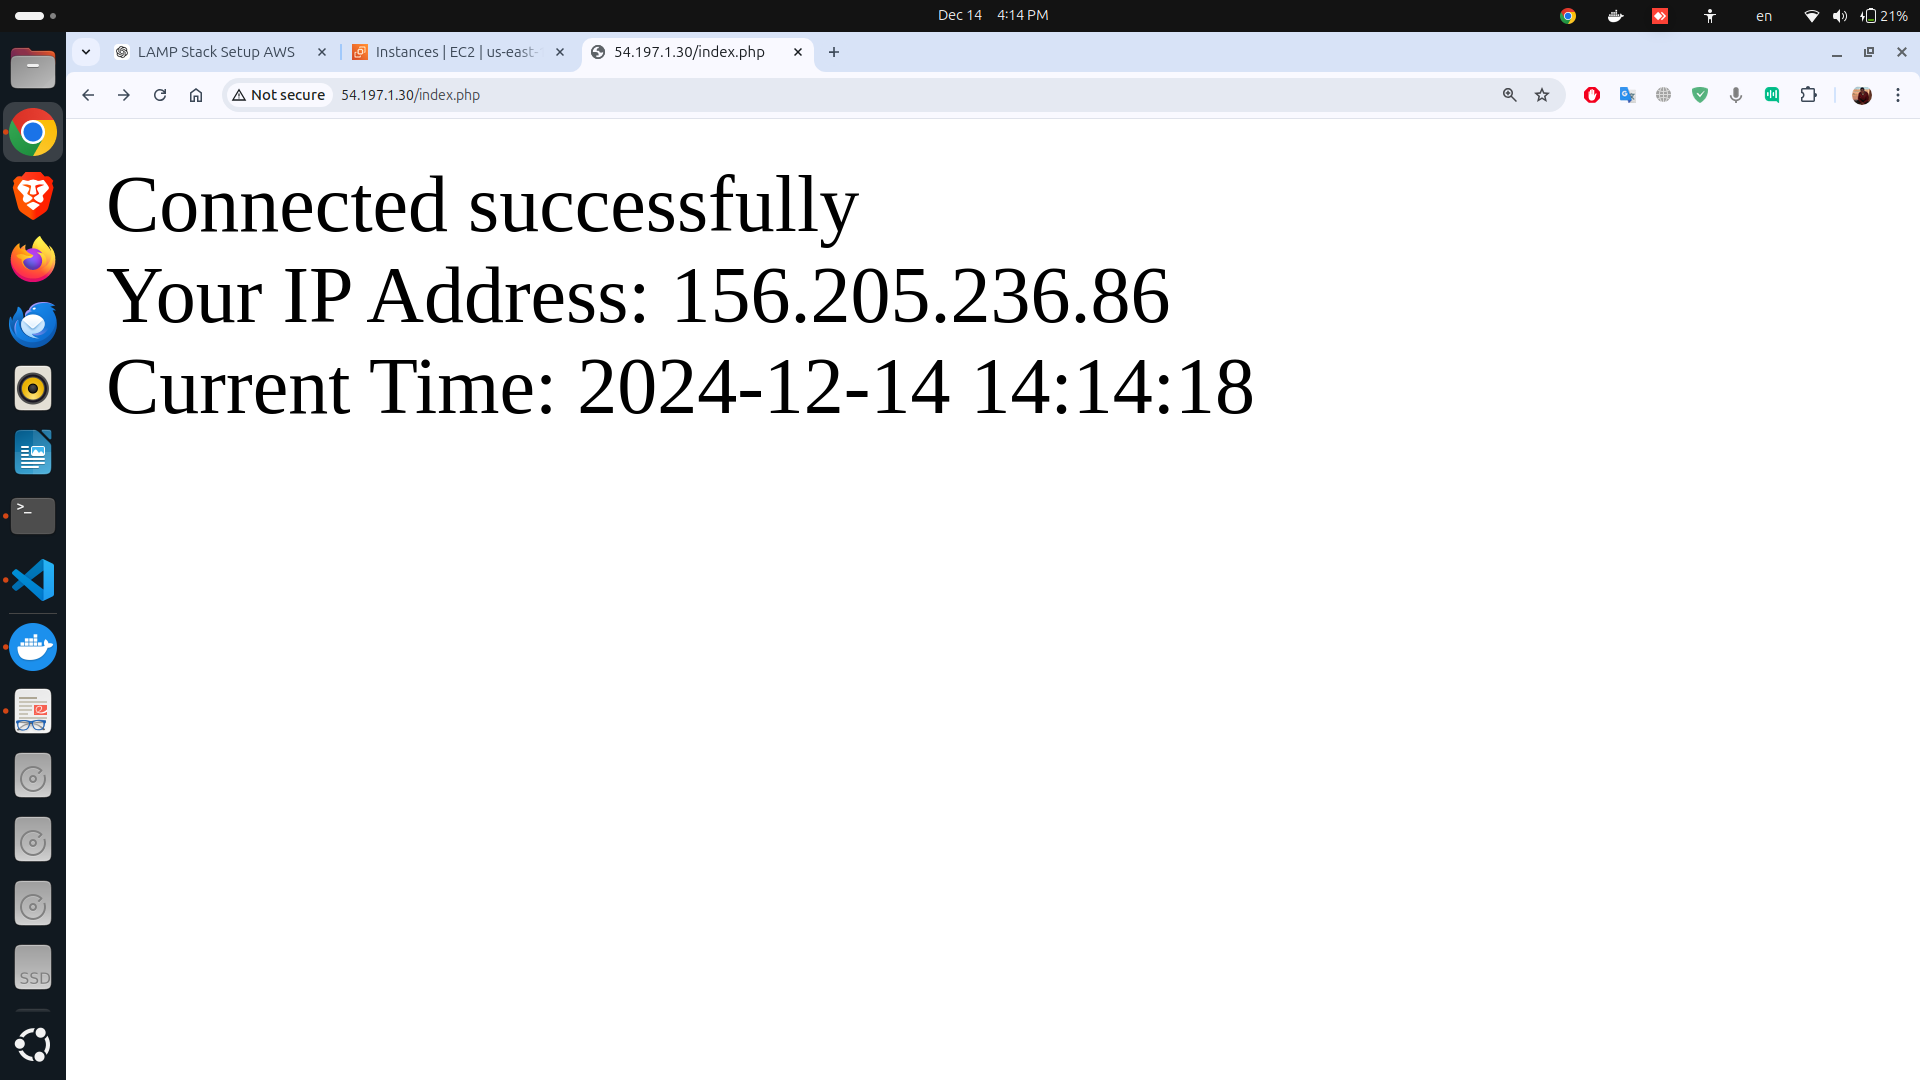 Dec 14 4:14 PM
en
21%
LAMP Stack Setup AWS
Instances | EC2 | us-east-
54.197.1.30/index.php
Not secure
54.197.1.30/index.php
Connected successfully
Your IP Address: 156.205.236.86
Current Time: 2024-12-14 14:14:18
>_
SSD